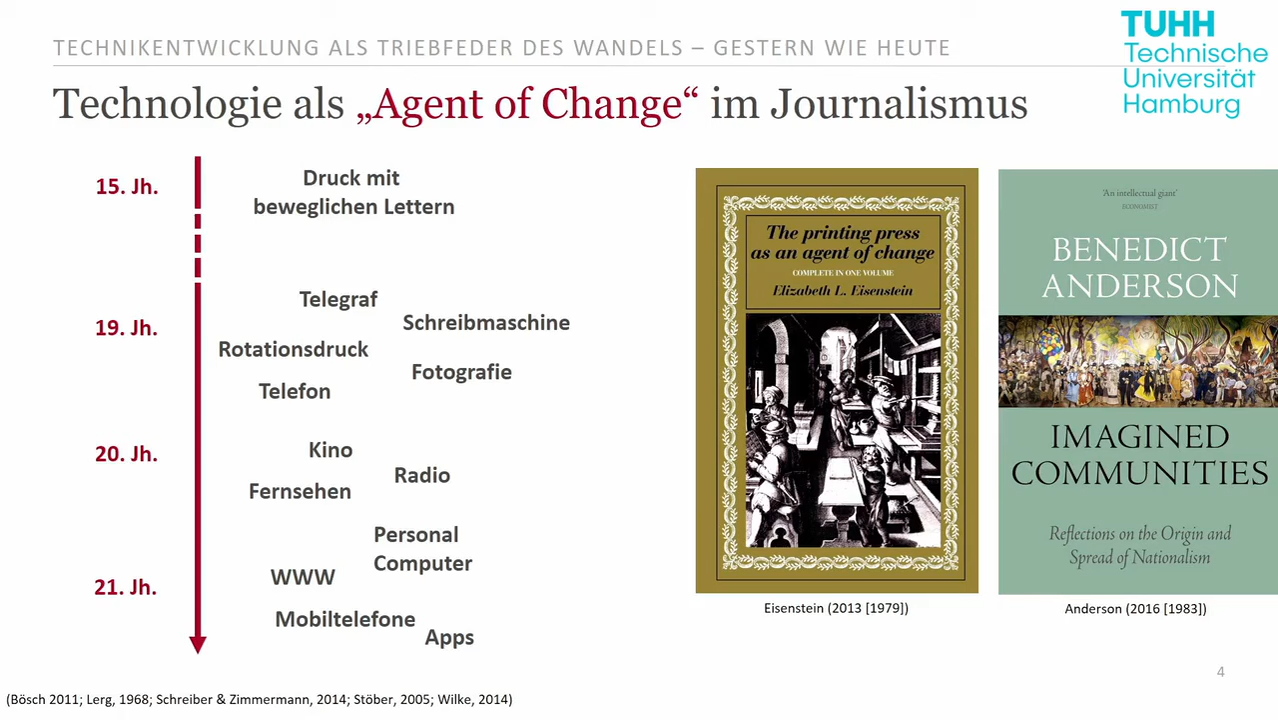 TECHNIKENTWICKLUNG ALS TRIEBFEDER DES WANDELS – GESTERN WIE HEUTE
TUHH
Technische
Universität
Hamburg
Technologie als „Agent of Change“ im Journalismus
15. Jh.
Druck mit
beweglichen Lettern
19. Jh.
Telegraf
Schreibmaschine
Rotationsdruck
Fotografie
Telefon
20. Jh.
Kino
Radio
Fernsehen
Personal
Computer
21. Jh.
WWW
Mobiltelefone
Apps
The printing press
as an agent of change
COMPLETE IN ONE VOLUME
Elizabeth L. Eisenstein
Eisenstein (2013 [1979])
'An intellectual giant'
ECONOMIST
BENEDICT
ANDERSON
IMAGINED
COMMUNITIES
Reflections on the Origin and
Spread of Nationalism
Anderson (2016 [1983])
4
(Bösch 2011; Lerg, 1968; Schreiber & Zimmermann, 2014; Stöber, 2005; Wilke, 2014)